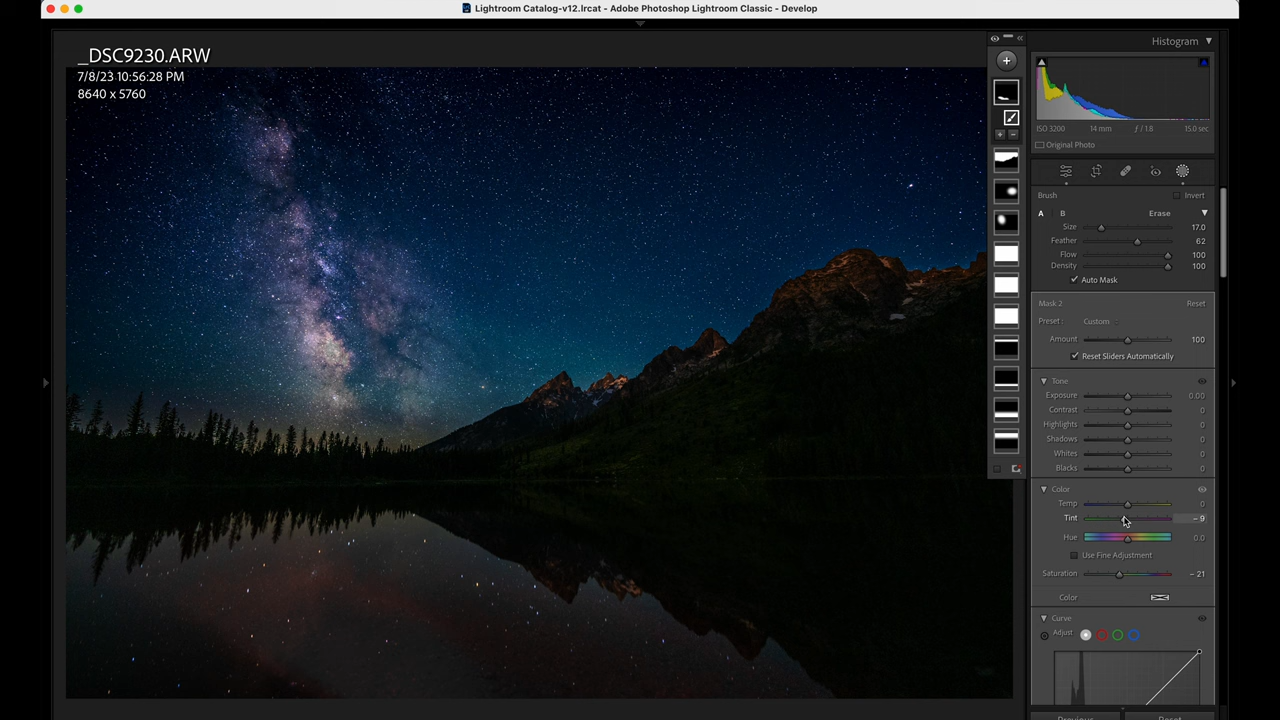 Lightroom Catalog-v12.lrcat - Adobe Photoshop Lightroom Classic - Develop
_DSC9230.ARW
7/8/23 10:56:28 PM
8640 x 5760
Histogram
ISO 3200 14 mm ƒ / 1.8 15.0 sec
Original Photo
Brush Invert
A B Erase
Size 17.0
Feather 62
Flow 100
Density 100
Auto Mask
Mask 2 Reset
Preset : Custom
Amount 100
Reset Sliders Automatically
Tone
Exposure 0.00
Contrast 0
Highlights 0
Shadows 0
Whites 0
Blacks 0
Color
Temp 0
Tint – 9
Hue 0.0
Use Fine Adjustment
Saturation – 21
Color
Curve
Adjust
Previous Reset